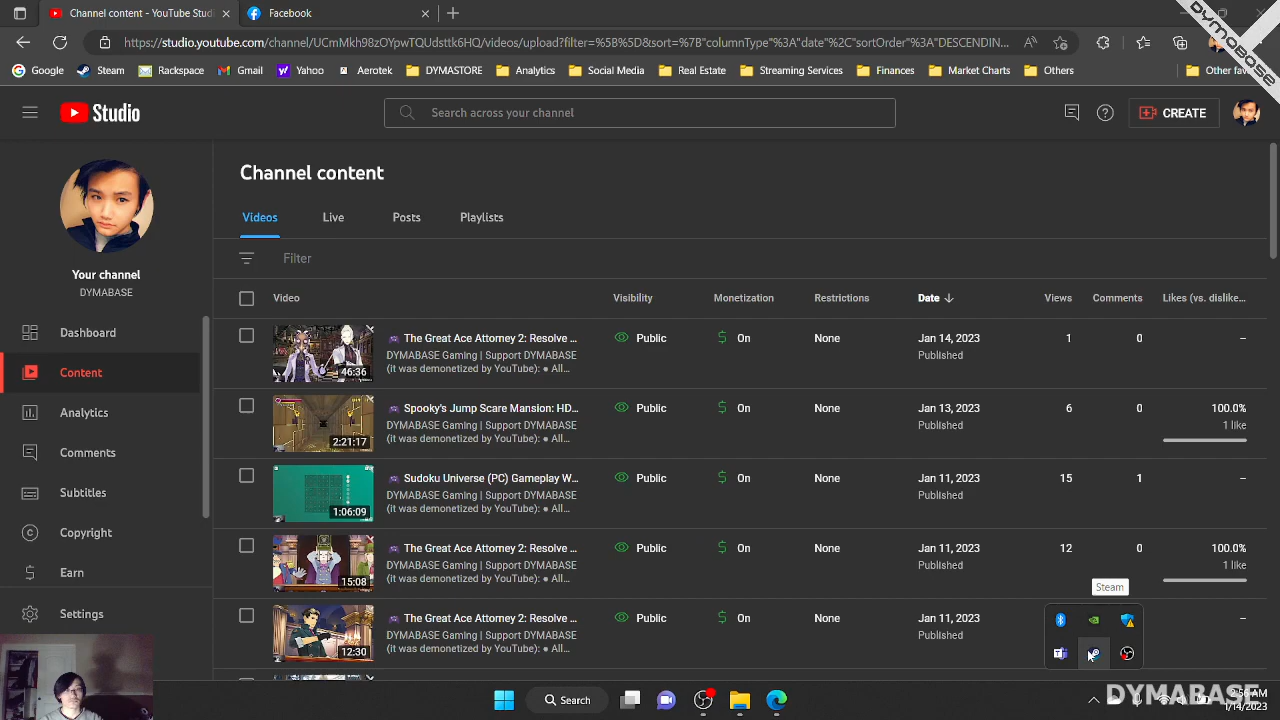 Channel content - YouTube Studio
Facebook
https://studio.youtube.com/channel/UCmMkh98zOYpwTQUdsttk6HQ/videos/upload?filter=%5B%5D&sort=%7B"columnType"%3A"date"%2C"sortOrder"%3A"DESCENDIN...
Google Steam Rackspace Gmail Yahoo Aerotek DYMASTORE Analytics Social Media Real Estate Streaming Services Finances Market Charts Others Other fav
DYMABASE
Studio
Search across your channel
CREATE
Channel content
Videos Live Posts Playlists
Filter
Your channel
DYMABASE
Dashboard
Content
Analytics
Comments
Subtitles
Copyright
Earn
Settings
Video Visibility Monetization Restrictions Date Views Comments Likes (vs. dislike...
The Great Ace Attorney 2: Resolve ... Public On None Jan 14, 2023 1 0 –
DYMABASE Gaming | Support DYMABASE Published
(it was demonetized by YouTube): ● All...
46:36
Spooky's Jump Scare Mansion: HD... Public On None Jan 13, 2023 6 0 100.0%
DYMABASE Gaming | Support DYMABASE Published 1 like
(it was demonetized by YouTube): ● All...
2:21:17
Sudoku Universe (PC) Gameplay W... Public On None Jan 11, 2023 15 1 –
DYMABASE Gaming | Support DYMABASE Published
(it was demonetized by YouTube): ● All...
1:06:09
The Great Ace Attorney 2: Resolve ... Public On None Jan 11, 2023 12 0 100.0%
DYMABASE Gaming | Support DYMABASE Published 1 like
(it was demonetized by YouTube): ● All...
15:08
Steam
The Great Ace Attorney 2: Resolve ... Public On None Jan 11, 2023 –
DYMABASE Gaming | Support DYMABASE Published
(it was demonetized by YouTube): ● All...
12:30
Search
DYMABASE